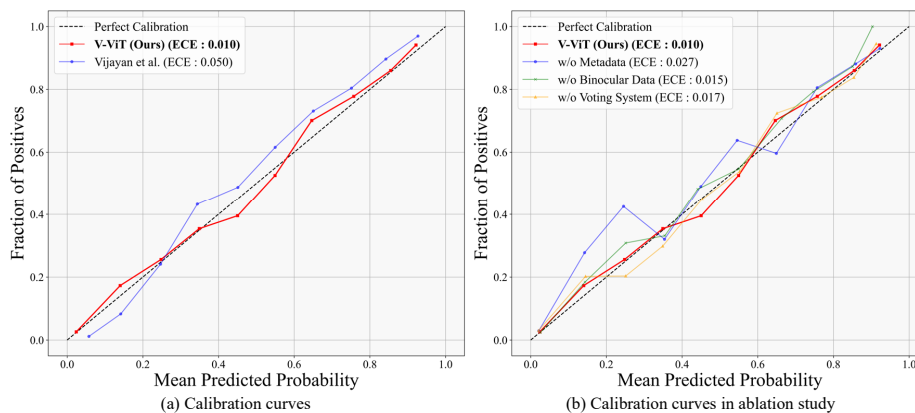 Perfect Calibration
V-ViT (Ours) (ECE : 0.010)
Vijayan et al. (ECE : 0.050)
Fraction of Positives
1.0
0.8
0.6
0.4
0.2
0.0
0.0 0.2 0.4 0.6 0.8 1.0
Mean Predicted Probability
(a) Calibration curves
Perfect Calibration
V-ViT (Ours) (ECE : 0.010)
w/o Metadata (ECE : 0.027)
w/o Binocular Data (ECE : 0.015)
w/o Voting System (ECE : 0.017)
Fraction of Positives
1.0
0.8
0.6
0.4
0.2
0.0
0.0 0.2 0.4 0.6 0.8 1.0
Mean Predicted Probability
(b) Calibration curves in ablation study